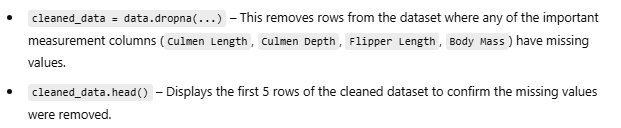 • cleaned_data = data.dropna(...) – This removes rows from the dataset where any of the important
measurement columns ( Culmen Length , Culmen Depth , Flipper Length , Body Mass ) have missing
values.
• cleaned_data.head() – Displays the first 5 rows of the cleaned dataset to confirm the missing values
were removed.